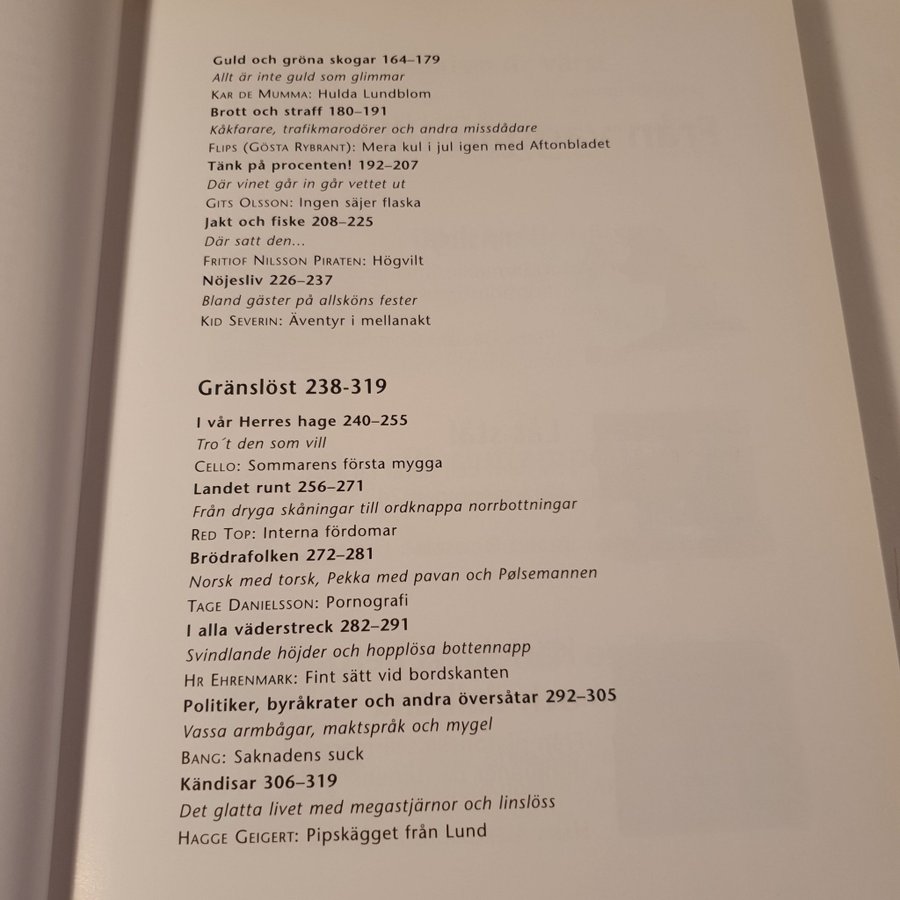 Guld och gröna skogar 164–179
Allt är inte guld som glimmar
KAR DE MUMMA: Hulda Lundblom
Brott och straff 180–191
Kåkfarare, trafikmarodörer och andra missdådare
FLIPS (GÖSTA RYBRANT): Mera kul i jul igen med Aftonbladet
Tänk på procenten! 192–207
Där vinet går in går vettet ut
GITS OLSSON: Ingen säjer flaska
Jakt och fiske 208–225
Där satt den...
FRITIOF NILSSON PIRATEN: Högvilt
Nöjesliv 226–237
Bland gäster på allsköns fester
KID SEVERIN: Äventyr i mellanakt
Gränslöst 238-319
I vår Herres hage 240–255
Tro´t den som vill
CELLO: Sommarens första mygga
Landet runt 256–271
Från dryga skåningar till ordknappa norrbottningar
RED TOP: Interna fördomar
Brödrafolken 272–281
Norsk med torsk, Pekka med pavan och Pølsemannen
TAGE DANIELSSON: Pornografi
I alla väderstreck 282–291
Svindlande höjder och hopplösa bottennapp
HR EHRENMARK: Fint sätt vid bordskanten
Politiker, byråkrater och andra översåtar 292–305
Vassa armbågar, maktspråk och mygel
BANG: Saknadens suck
Kändisar 306–319
Det glatta livet med megastjärnor och linslöss
HAGGE GEIGERT: Pipskägget från Lund